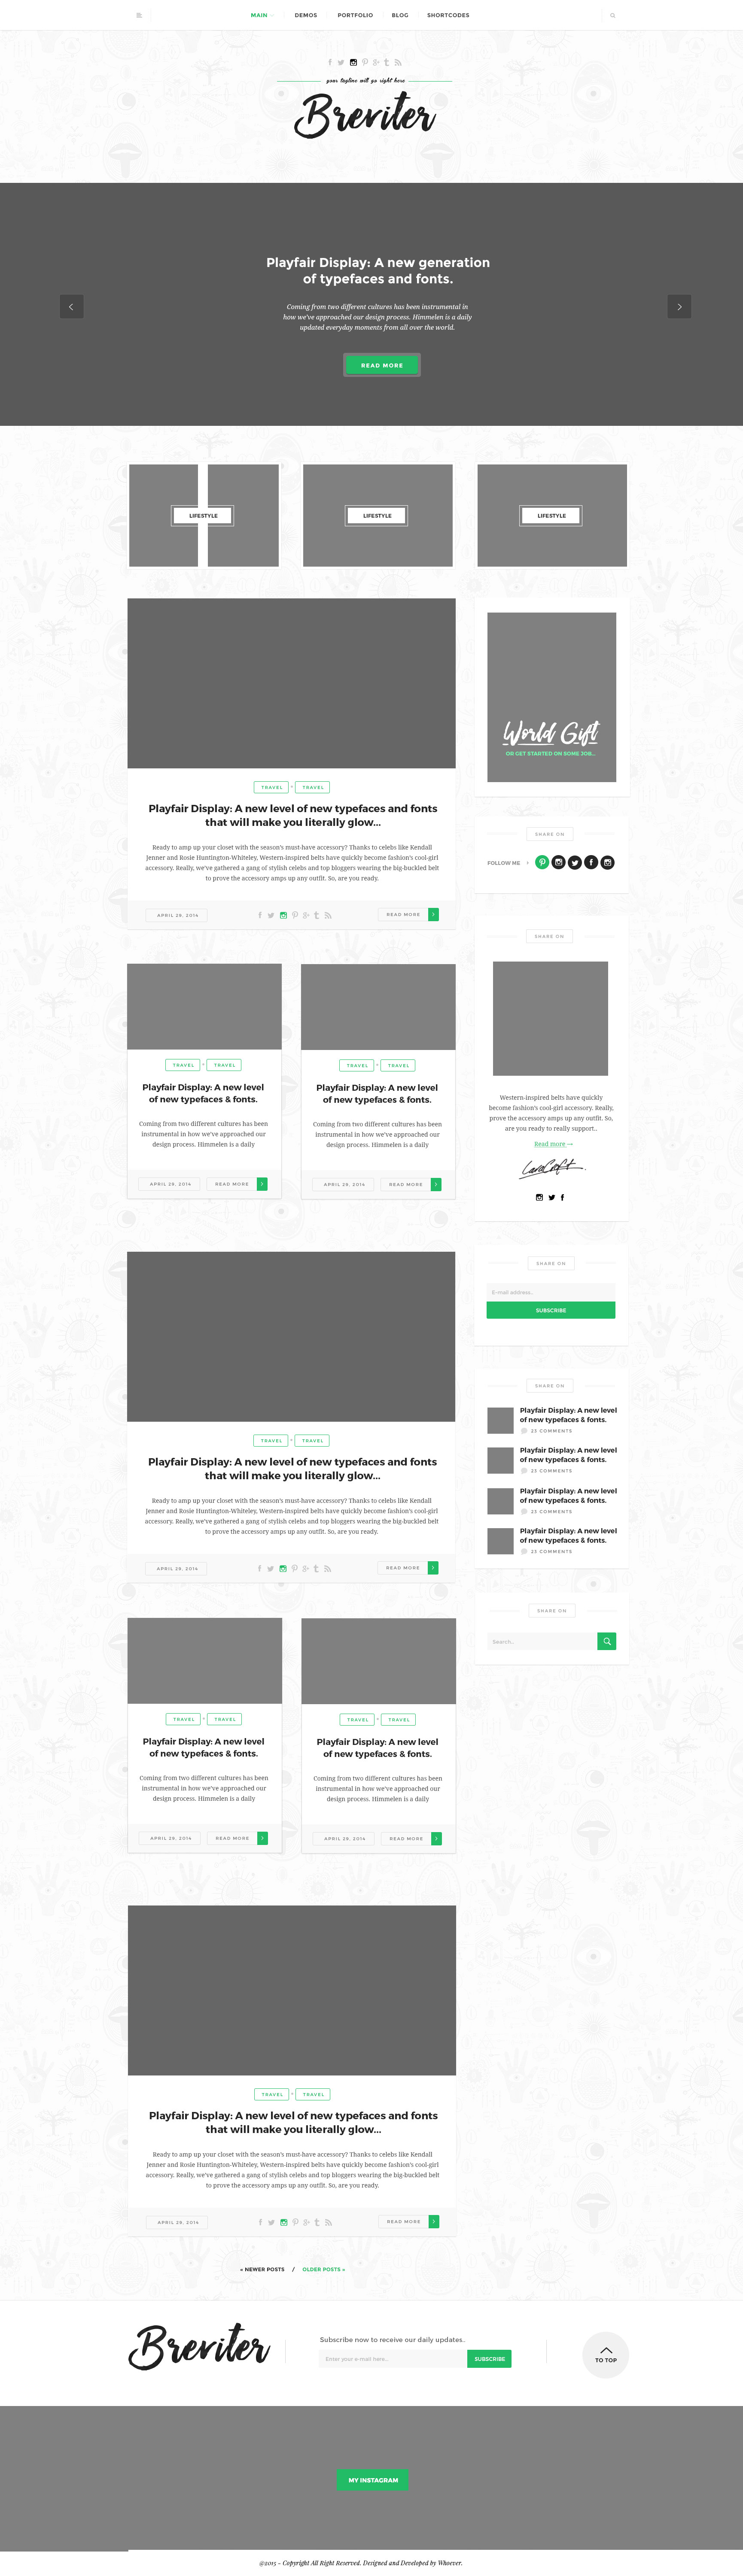 MAIN DEMOS PORTFOLIO BLOG SHORTCODES
your tagline will go right here
Breviter
Playfair Display: A new generation
of typefaces and fonts.
Coming from two different cultures has been instrumental in
how we've approached our design process. Himmelen is a daily
updated everyday moments from all over the world.
READ MORE
LIFESTYLE
LIFESTYLE
LIFESTYLE
TRAVEL TRAVEL
Playfair Display: A new level of new typefaces and fonts
that will make you literally glow...
Ready to amp up your closet with the season's must-have accessory? Thanks to celebs like Kendall
Jenner and Rosie Huntington-Whiteley, Western-inspired belts have quickly become fashion's cool-girl
accessory. Really, we've gathered a gang of stylish celebs and top bloggers wearing the big-buckled belt
to prove the accessory amps up any outfit. So, are you ready.
APRIL 29, 2014
READ MORE
TRAVEL TRAVEL
Playfair Display: A new level
of new typefaces & fonts.
Coming from two different cultures has been
instrumental in how we've approached our
design process. Himmelen is a daily
APRIL 29, 2014
READ MORE
TRAVEL TRAVEL
Playfair Display: A new level
of new typefaces & fonts.
Coming from two different cultures has been
instrumental in how we've approached our
design process. Himmelen is a daily
APRIL 29, 2014
READ MORE
TRAVEL TRAVEL
Playfair Display: A new level of new typefaces and fonts
that will make you literally glow...
Ready to amp up your closet with the season's must-have accessory? Thanks to celebs like Kendall
Jenner and Rosie Huntington-Whiteley, Western-inspired belts have quickly become fashion's cool-girl
accessory. Really, we've gathered a gang of stylish celebs and top bloggers wearing the big-buckled belt
to prove the accessory amps up any outfit. So, are you ready.
APRIL 29, 2014
READ MORE
TRAVEL TRAVEL
Playfair Display: A new level
of new typefaces & fonts.
Coming from two different cultures has been
instrumental in how we've approached our
design process. Himmelen is a daily
APRIL 29, 2014
READ MORE
TRAVEL TRAVEL
Playfair Display: A new level
of new typefaces & fonts.
Coming from two different cultures has been
instrumental in how we've approached our
design process. Himmelen is a daily
APRIL 29, 2014
READ MORE
TRAVEL TRAVEL
Playfair Display: A new level of new typefaces and fonts
that will make you literally glow...
Ready to amp up your closet with the season's must-have accessory? Thanks to celebs like Kendall
Jenner and Rosie Huntington-Whiteley, Western-inspired belts have quickly become fashion's cool-girl
accessory. Really, we've gathered a gang of stylish celebs and top bloggers wearing the big-buckled belt
to prove the accessory amps up any outfit. So, are you ready.
APRIL 29, 2014
READ MORE
« NEWER POSTS / OLDER POSTS »
World Gift
OR GET STARTED ON SOME JOB...
SHARE ON
FOLLOW ME
SHARE ON
Western-inspired belts have quickly
become fashion's cool-girl accessory. Really,
prove the accessory amps up any outfit. So,
are you ready to really support..
Read more →
SHARE ON
E-mail address..
SUBSCRIBE
SHARE ON
Playfair Display: A new level
of new typefaces & fonts.
23 COMMENTS
Playfair Display: A new level
of new typefaces & fonts.
23 COMMENTS
Playfair Display: A new level
of new typefaces & fonts.
23 COMMENTS
Playfair Display: A new level
of new typefaces & fonts.
23 COMMENTS
SHARE ON
Search..
Breviter
Subscribe now to receive our daily updates..
Enter your e-mail here...
SUBSCRIBE
TO TOP
MY INSTAGRAM
@2015 - Copyright All Right Reserved. Designed and Developed by Whoever.